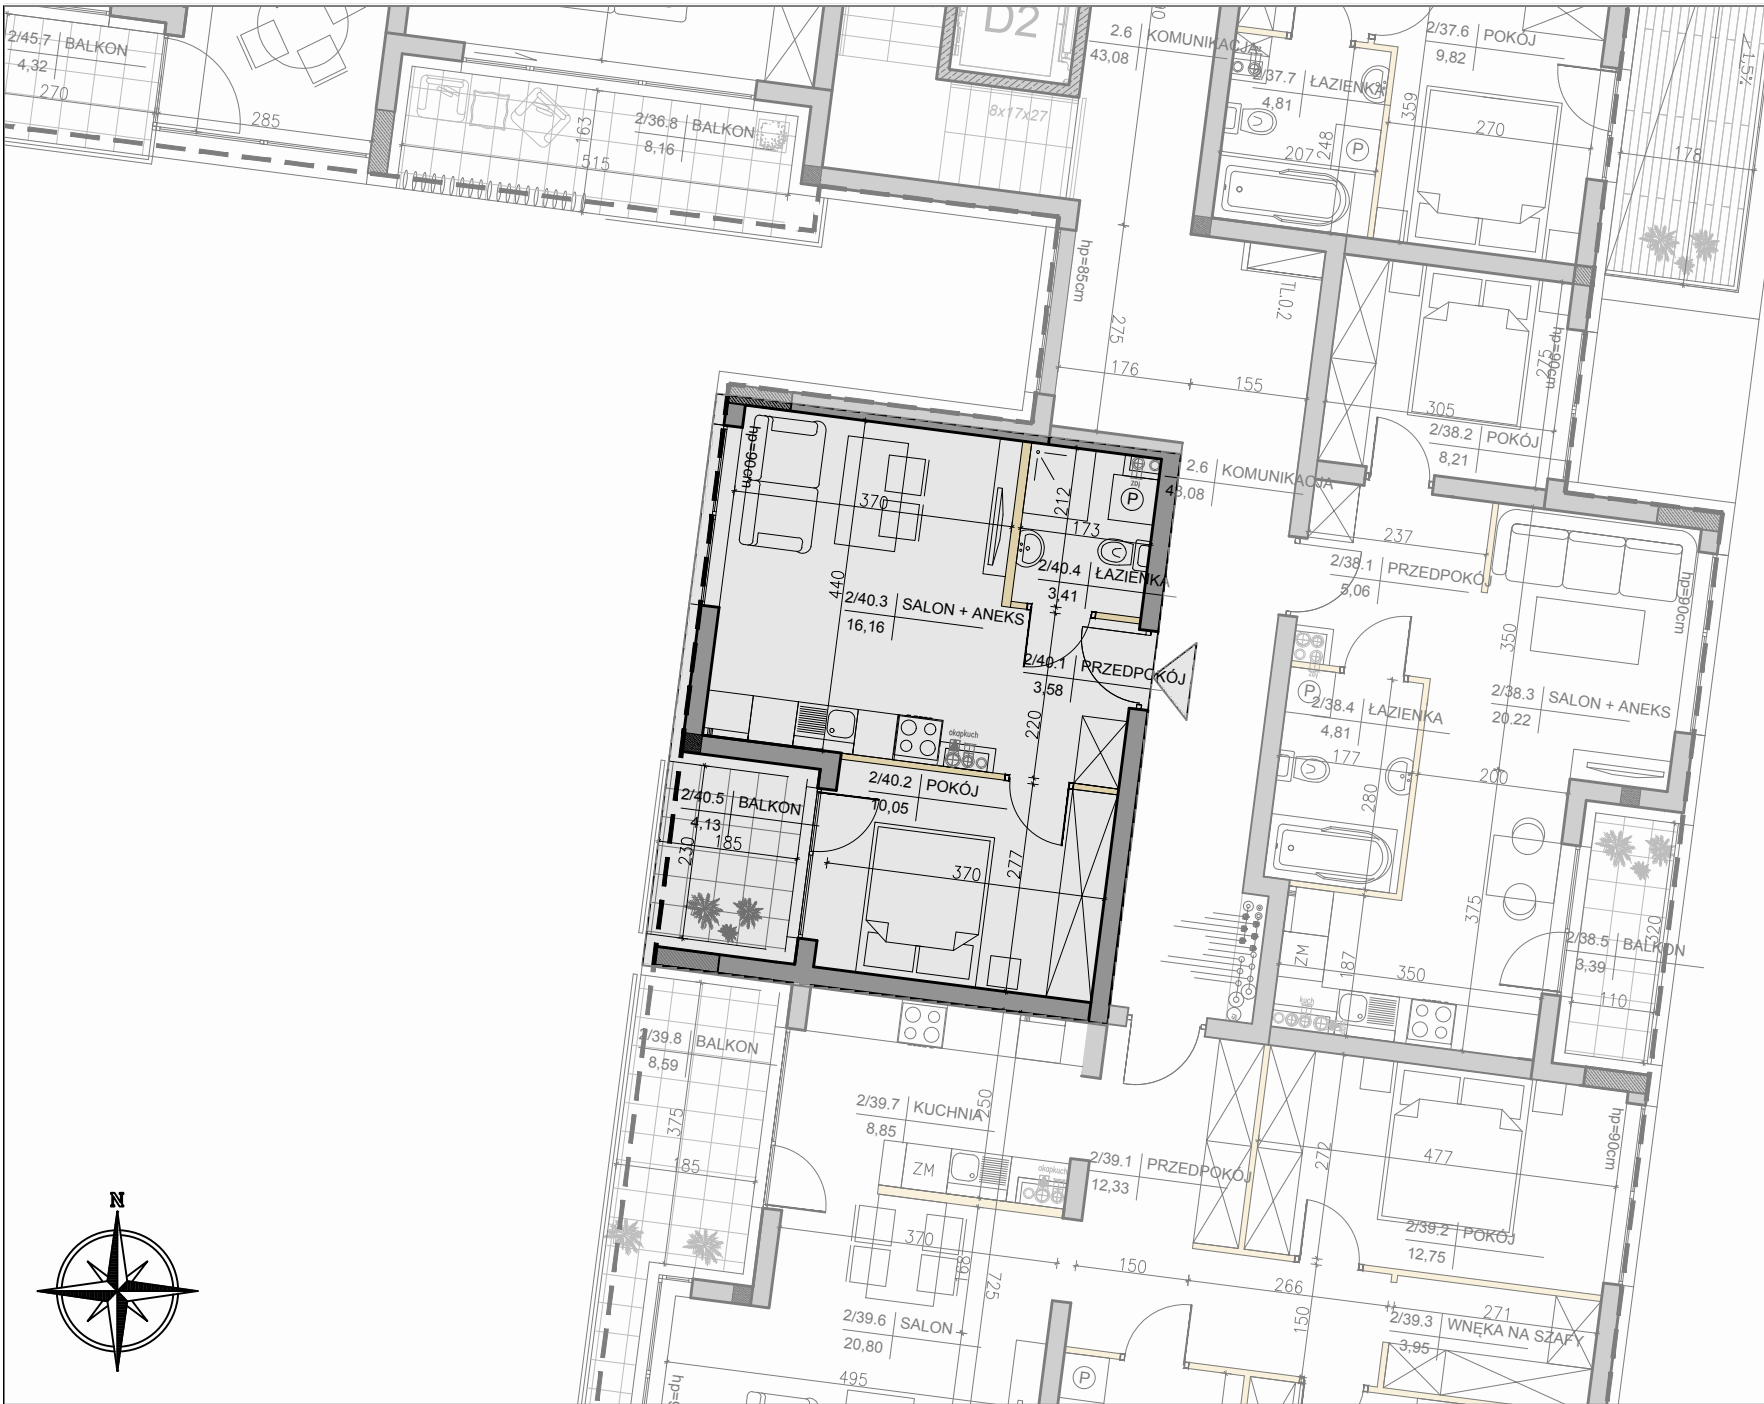 2/45.7 BALKON
4,32
270
285
2/36.8 BALKON
8,16
163
515
D2
8x17x27
2.6 KOMUNIKACJA
43,08
2/37.6 POKÓJ
9,82
2/37.7 ŁAZIENKA
4,81
359
270
248
207
P
178
1,5%
hp=85cm
275
TL.0.2
176
155
hp=90cm
275
305
2/38.2 POKÓJ
8,21
hp=90cm
370
212
P
173
2.6 KOMUNIKACJA
43,08
237
2/38.1 PRZEDPOKÓJ
5,06
hp=90cm
350
2/40.4 ŁAZIENKA
3,41
440
2/40.3 SALON + ANEKS
16,16
2/40.1 PRZEDPOKÓJ
3,58
220
P
2/38.4 ŁAZIENKA
4,81
2/38.3 SALON + ANEKS
20.22
177
200
280
okapkuch
2/40.2 POKÓJ
10,05
2/40.5 BALKON
4,13
185
230
370
277
375
320
2/38.5 BALKON
3,39
110
ZM
187
350
kuch
2/39.8 BALKON
8,59
375
185
2/39.7 KUCHNIA
8,85
250
ZM
okapkuch
2/39.1 PRZEDPOKÓJ
12,33
272
477
hp=90cm
2/39.2 POKÓJ
12,75
370
198
725
150
266
150
271
2/39.3 WNĘKA NA SZAFY
3,95
2/39.6 SALON
20,80
495
P
N